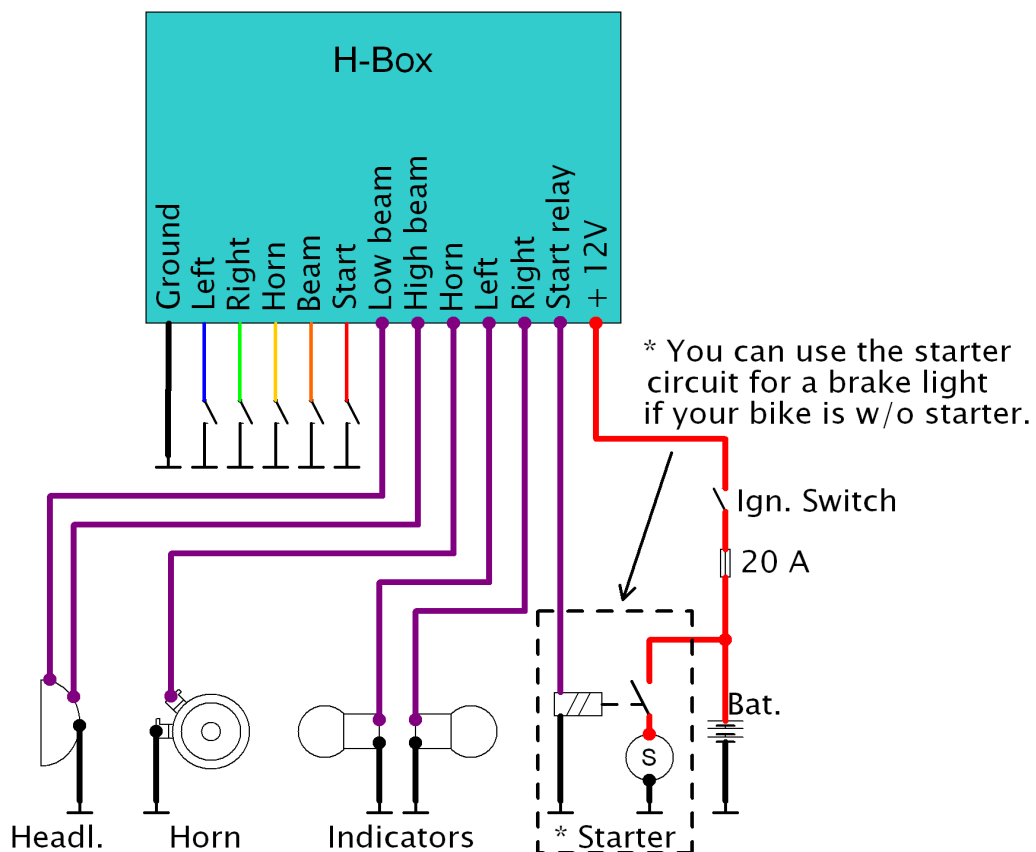 H-Box
Ground
Left
Right
Horn
Beam
Start
Low beam
High beam
Horn
Left
Right
Start relay
+ 12V
* You can use the starter
circuit for a brake light
if your bike is w/o starter.
Ign. Switch
20 A
Bat.
S
Headl.
Horn
Indicators
* Starter